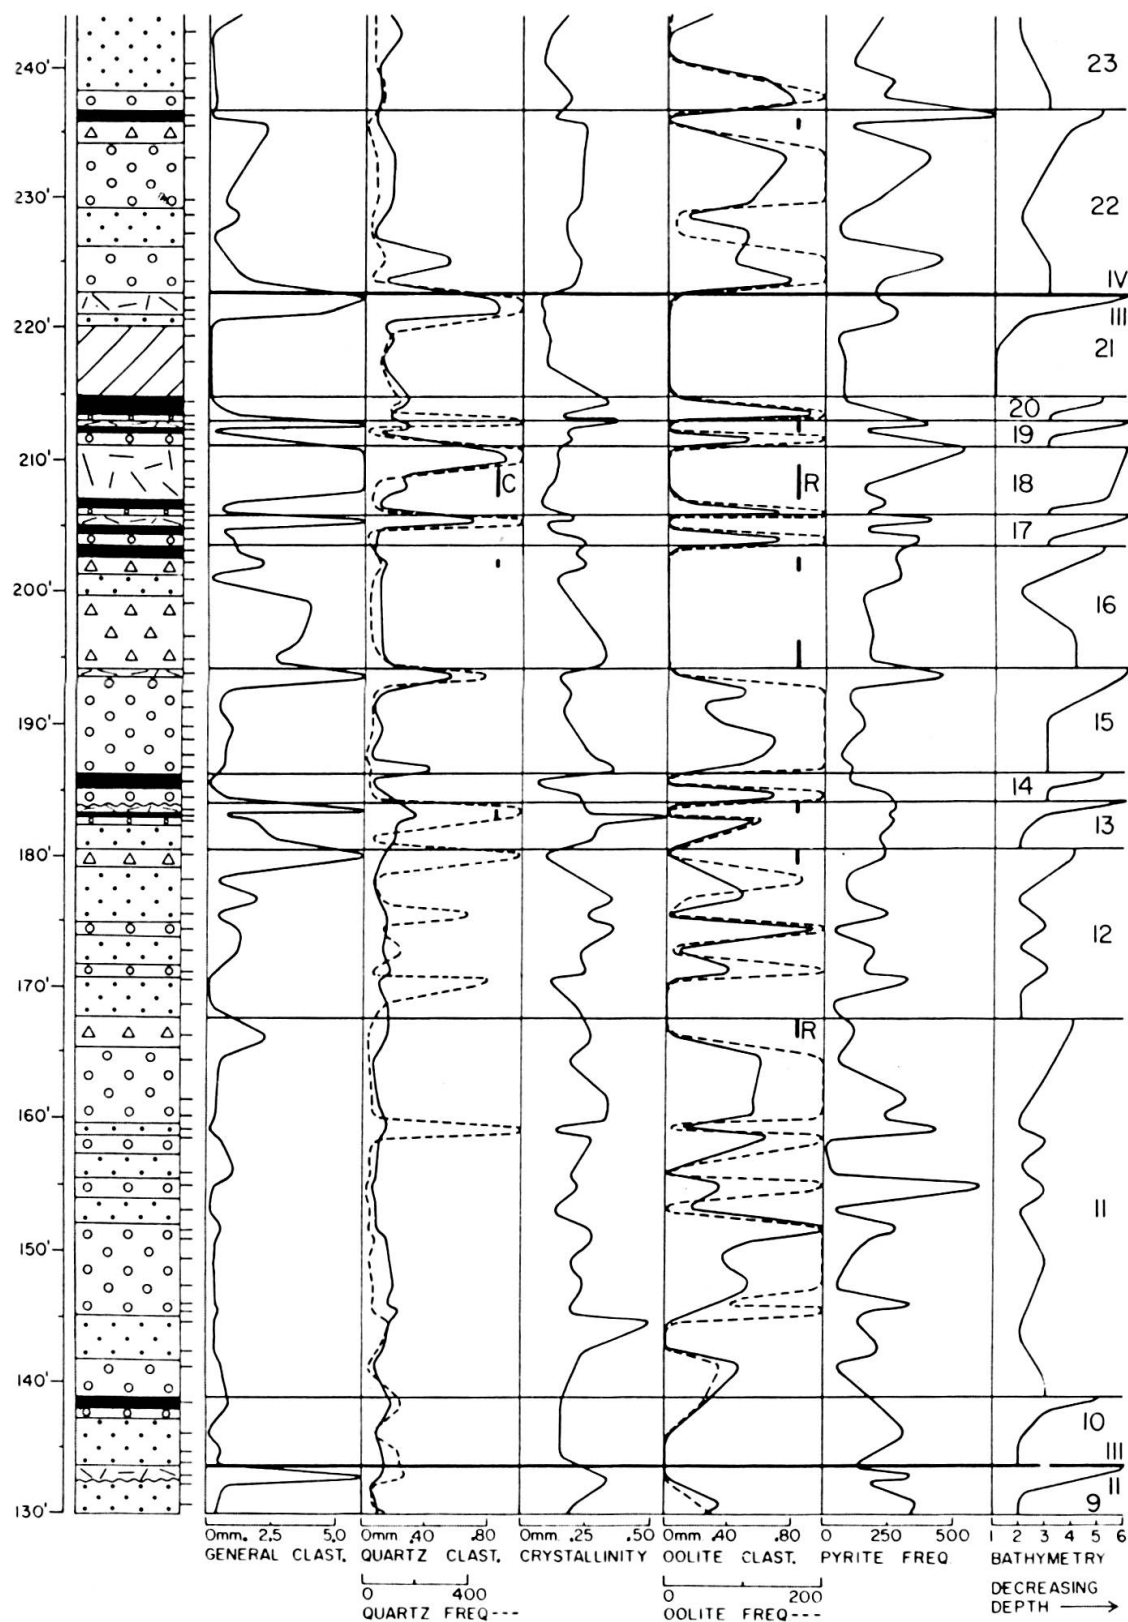 240'
23
230'
22
IV
220'
III
21
20
19
210'
C
R
18
17
200'
16
190'
15
14
13
180'
12
170'
R
160'
11
150'
140'
10
III
II
130'
9
0mm. 2.5 5.0 0mm .40 .80 0mm .25 .50 0mm .40 .80 0 250 500 1 2 3 4 5 6
GENERAL CLAST. QUARTZ CLAST. CRYSTALLINITY OOLITE CLAST. PYRITE FREQ. BATHYMETRY
0 400 0 200
QUARTZ FREQ--- OOLITE FREQ---
DECREASING
DEPTH